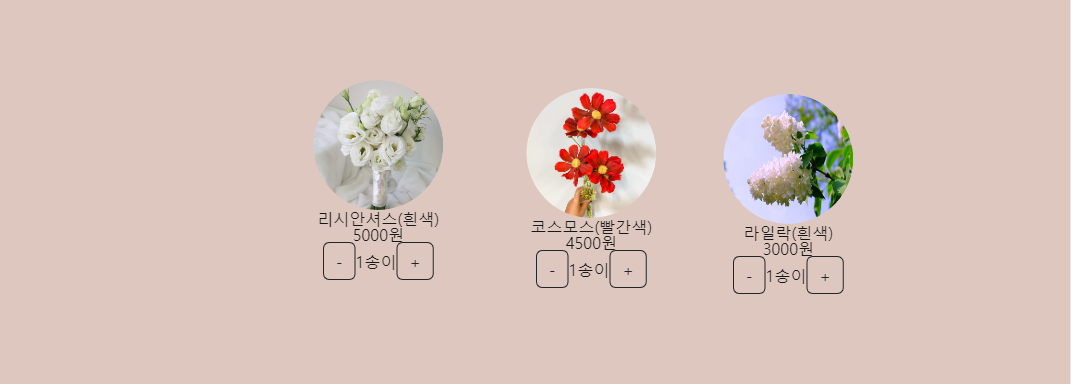 리시안셔스(흰색)
5000원
- 1송이 +
코스모스(빨간색)
4500원
- 1송이 +
라일락(흰색)
3000원
- 1송이 +